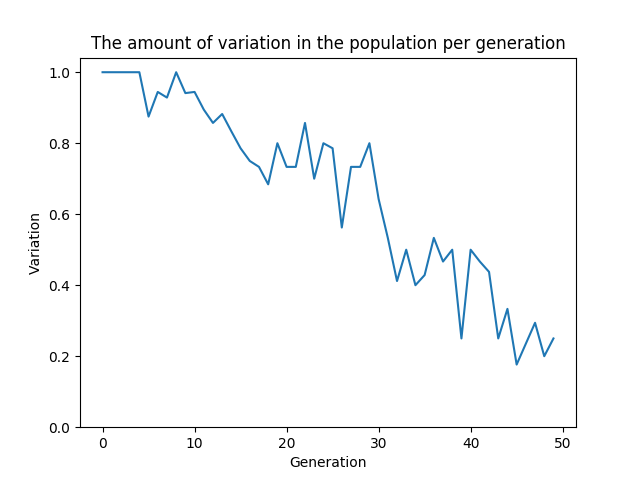 The amount of variation in the population per generation
1.0
0.8
0.6
0.4
0.2
0.0
Variation
0 10 20 30 40 50
Generation